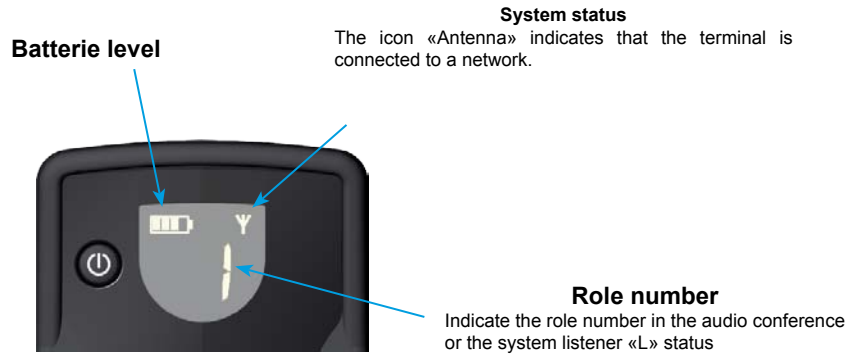 System status
The icon «Antenna» indicates that the terminal is
connected to a network.
Batterie level
1
Role number
Indicate the role number in the audio conference
or the system listener «L» status